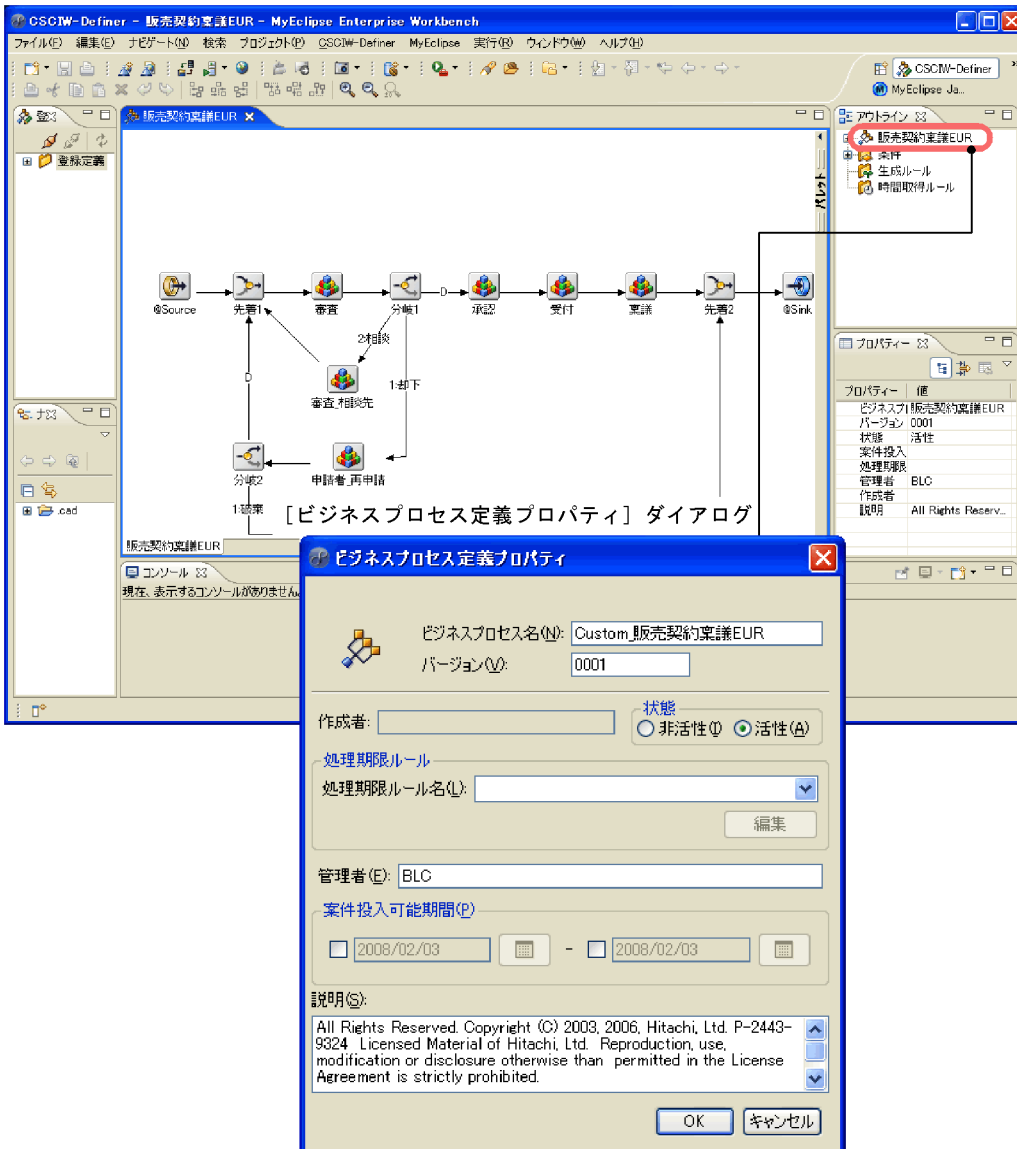 CSCIW-Definer - 販売契約稟議EUR - MyEclipse Enterprise Workbench
ファイル(F) 編集(E) ナビゲート(N) 検索 プロジェクト(P) CSCIW-Definer MyEclipse 実行(R) ウィンドウ(W) ヘルプ(H)
CSCIW-Definer
MyEclipse Ja...
登
登録定義
販売契約稟議EUR
パレット
アウトライン
販売契約稟議EUR
案件
生成ルール
時間取得ルール
@Source
先着1
審査
分岐1
D
承認
受付
稟議
先着2
@Sink
2:相談
審査_相談先
1:却下
D
分岐2
申請者_再申請
1:破棄
ナ
.cad
販売契約稟議EUR
プロパティー
プロパティー 値
ビジネスプ 販売契約稟議EUR
バージョン 0001
状態 活性
案件投入
処理期限
管理者 BLC
作成者
説明 All Rights Reserv...
コンソール
現在、表示するコンソールがありません。
[ビジネスプロセス定義プロパティ] ダイアログ
ビジネスプロセス定義プロパティ
ビジネスプロセス名(N): Custom_販売契約稟議EUR
バージョン(V): 0001
作成者:
状態
非活性(I) 活性(A)
処理期限ルール
処理期限ルール名(L):
編集
管理者(E): BLC
案件投入可能期間(P)
2008/02/03 - 2008/02/03
説明(S):
All Rights Reserved. Copyright (C) 2003, 2006, Hitachi, Ltd. P-2443-
9324 Licensed Material of Hitachi, Ltd. Reproduction, use,
modification or disclosure otherwise than permitted in the License
Agreement is strictly prohibited.
OK キャンセル